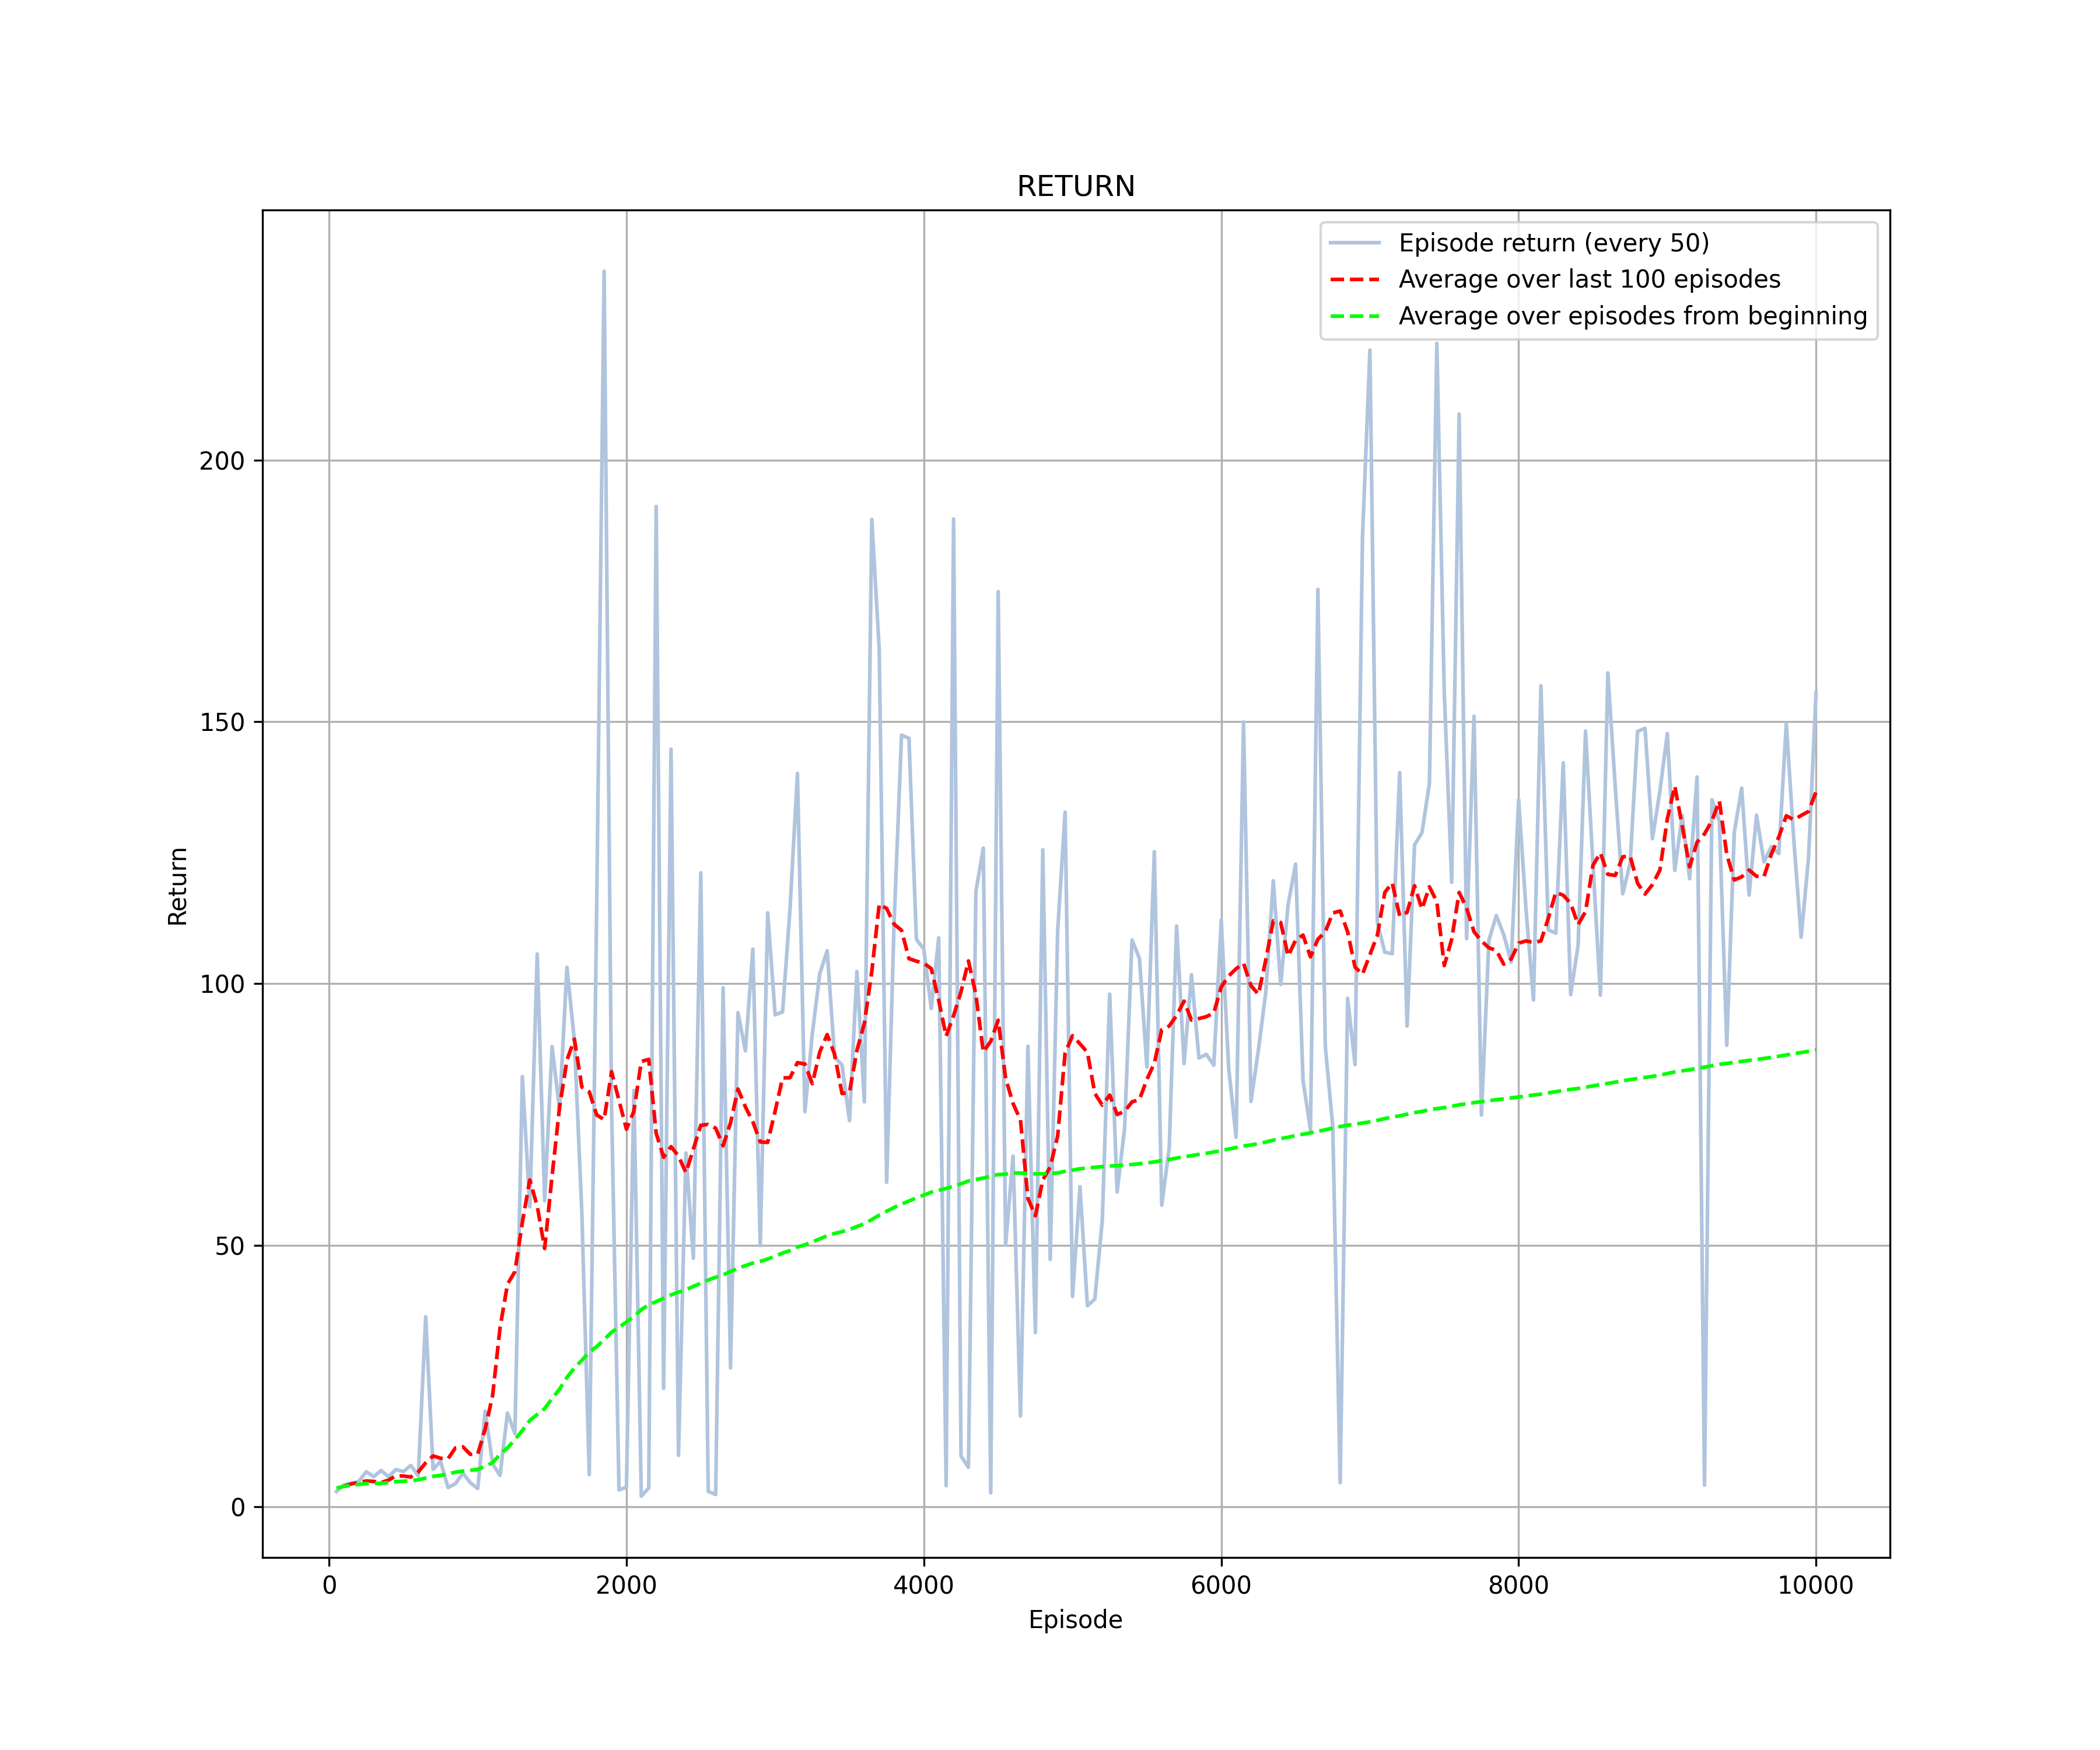 RETURN
Episode return (every 50)
Average over last 100 episodes
Average over episodes from beginning
200
150
100
50
0
Return
0 2000 4000 6000 8000 10000
Episode